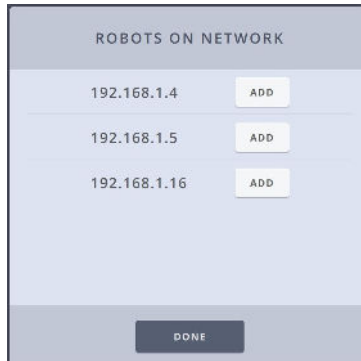 ROBOTS ON NETWORK
192.168.1.4 ADD
192.168.1.5 ADD
192.168.1.16 ADD
DONE